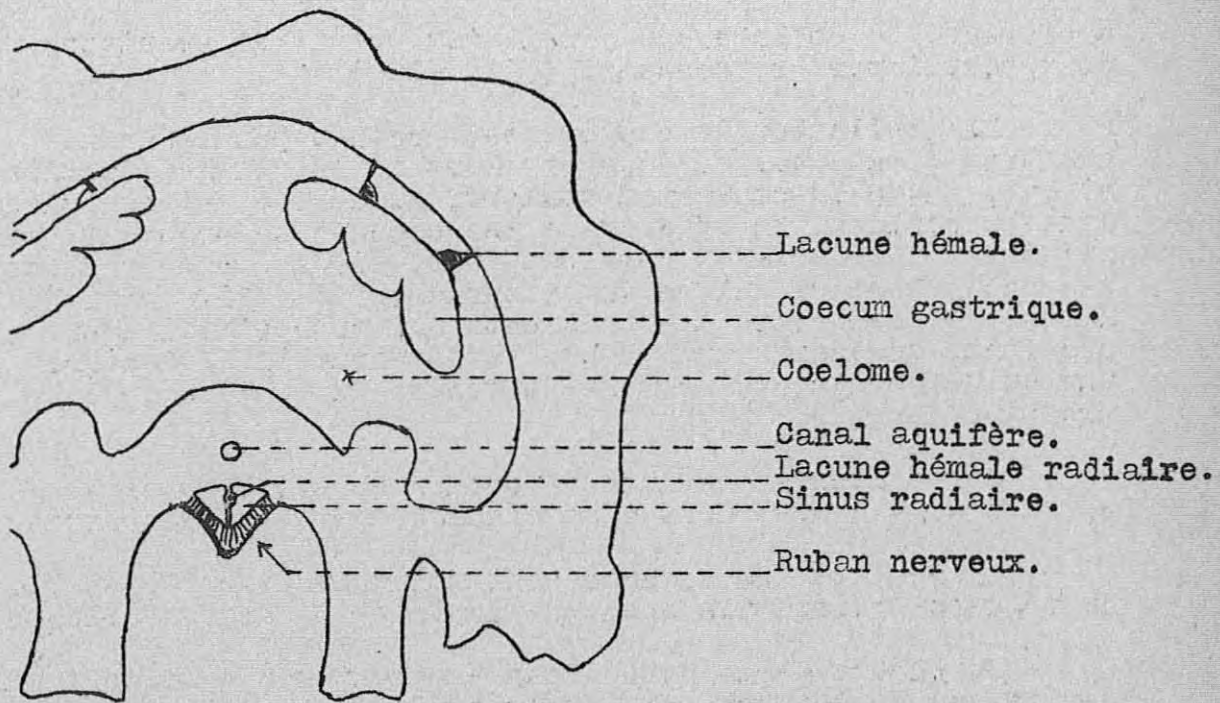 Lacune hémale.
Coecum gastrique.
Coelome.
Canal aquifère.
Lacune hémale radiaire.
Sinus radiaire.
Ruban nerveux.